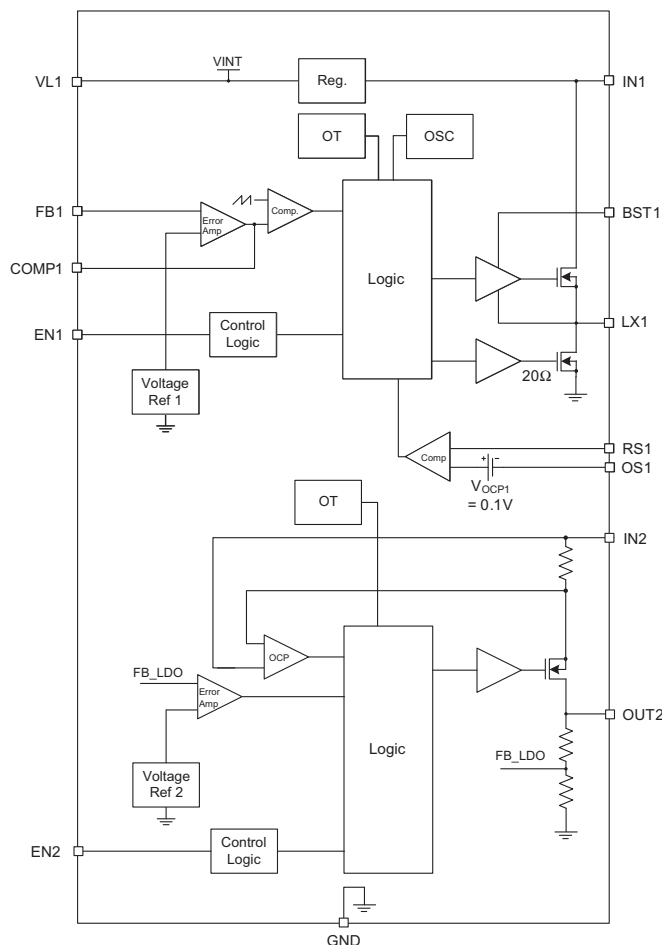 VINT
VL1
Reg.
IN1
OT
OSC
FB1
Error
Amp
Comp.
BST1
COMP1
Logic
EN1
Control
Logic
LX1
20Ω
Voltage
Ref 1
RS1
Comp
OS1
VOCP1
= 0.1V
OT
IN2
OCP
FB_LDO
Error
Amp
OUT2
Logic
FB_LDO
Voltage
Ref 2
EN2
Control
Logic
GND